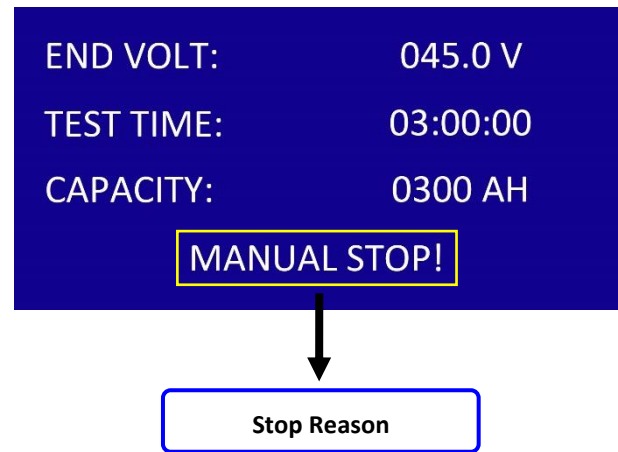 END VOLT: 045.0 V
TEST TIME: 03:00:00
CAPACITY: 0300 AH
MANUAL STOP!
Stop Reason